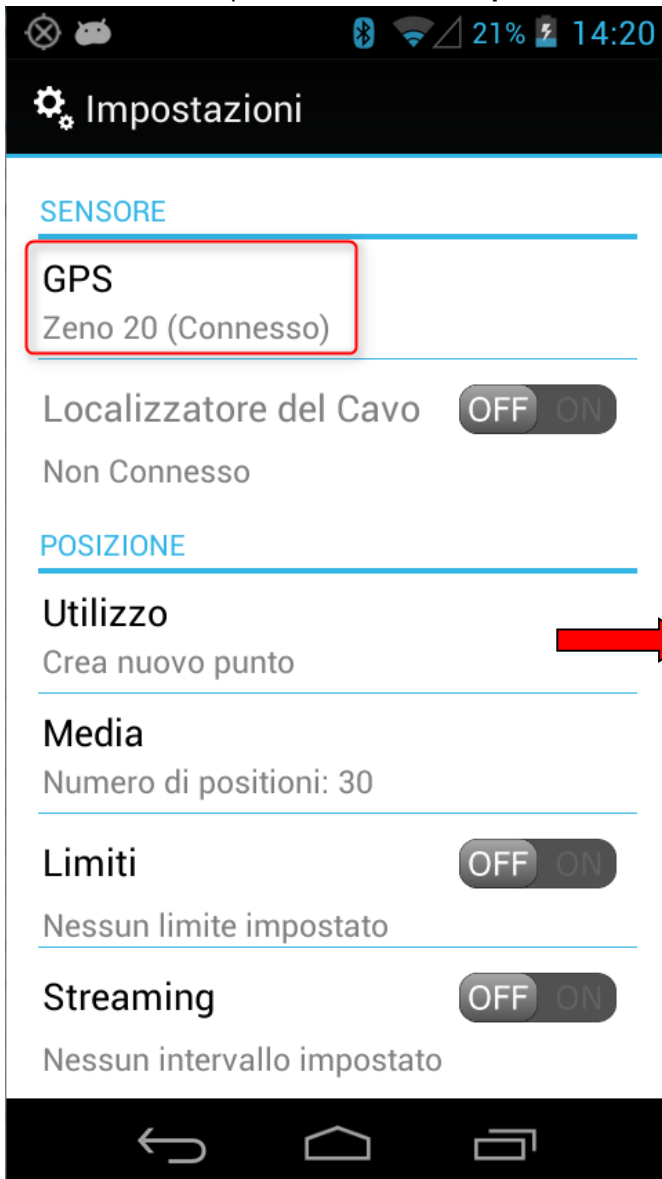 21% 14:20
Impostazioni
SENSORE
GPS
Zeno 20 (Connesso)
Localizzatore del Cavo OFF ON
Non Connesso
POSIZIONE
Utilizzo
Crea nuovo punto
Media
Numero di positioni: 30
Limiti OFF ON
Nessun limite impostato
Streaming OFF ON
Nessun intervallo impostato